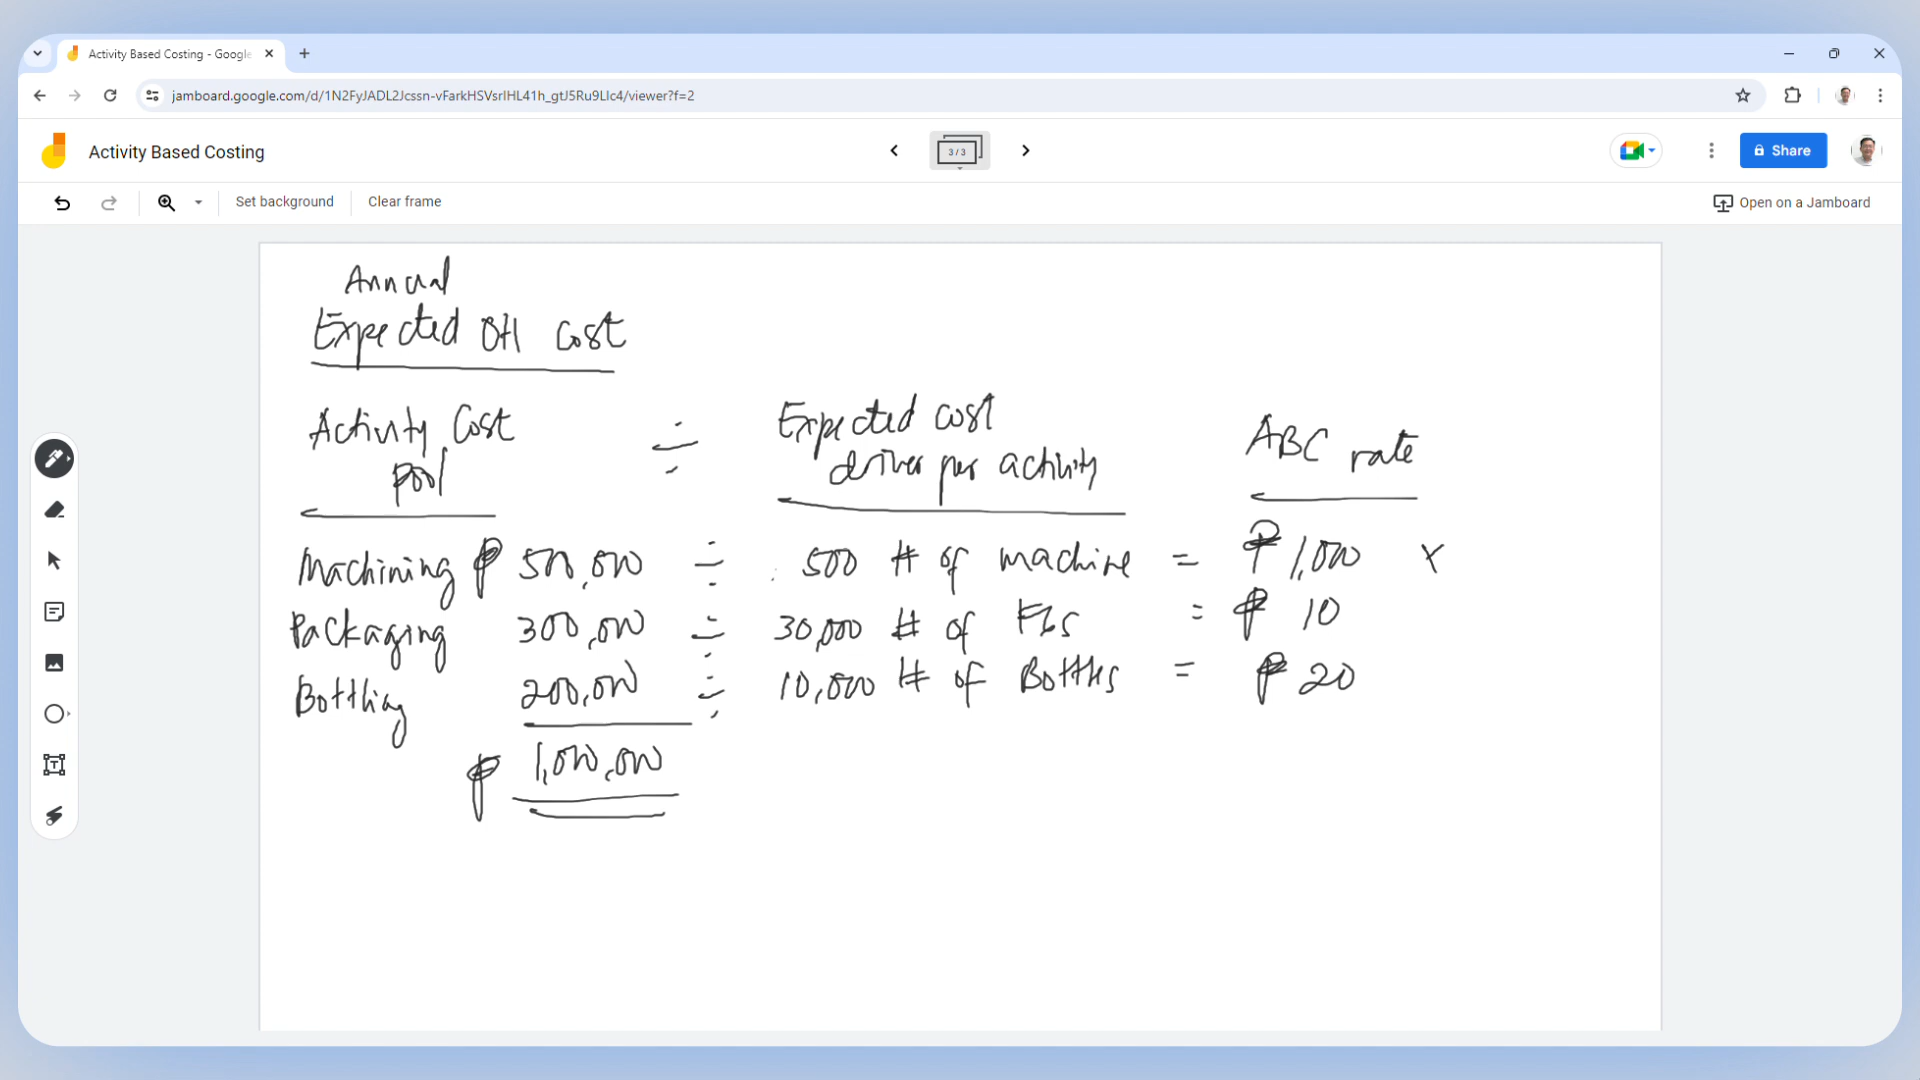 Activity Based Costing - Google
jamboard.google.com/d/1N2FyJADL2Jcssn-vFarkHSVsrIHL41h_gtJ5Ru9LIc4/viewer?f=2
Activity Based Costing
3 / 3
Share
Set background
Clear frame
Open on a Jamboard
Annual
Expected OH Cost
Activity Cost pool ÷ Expected cost driver per activity ABC rate
Machining ₱ 500,000 ÷ 500 # of machine = ₱ 1,000 x
Packaging 300,000 ÷ 30,000 # of FGs = ₱ 10
Bottling 200,000 ÷ 10,000 # of Bottles = ₱ 20
₱ 1,000,000